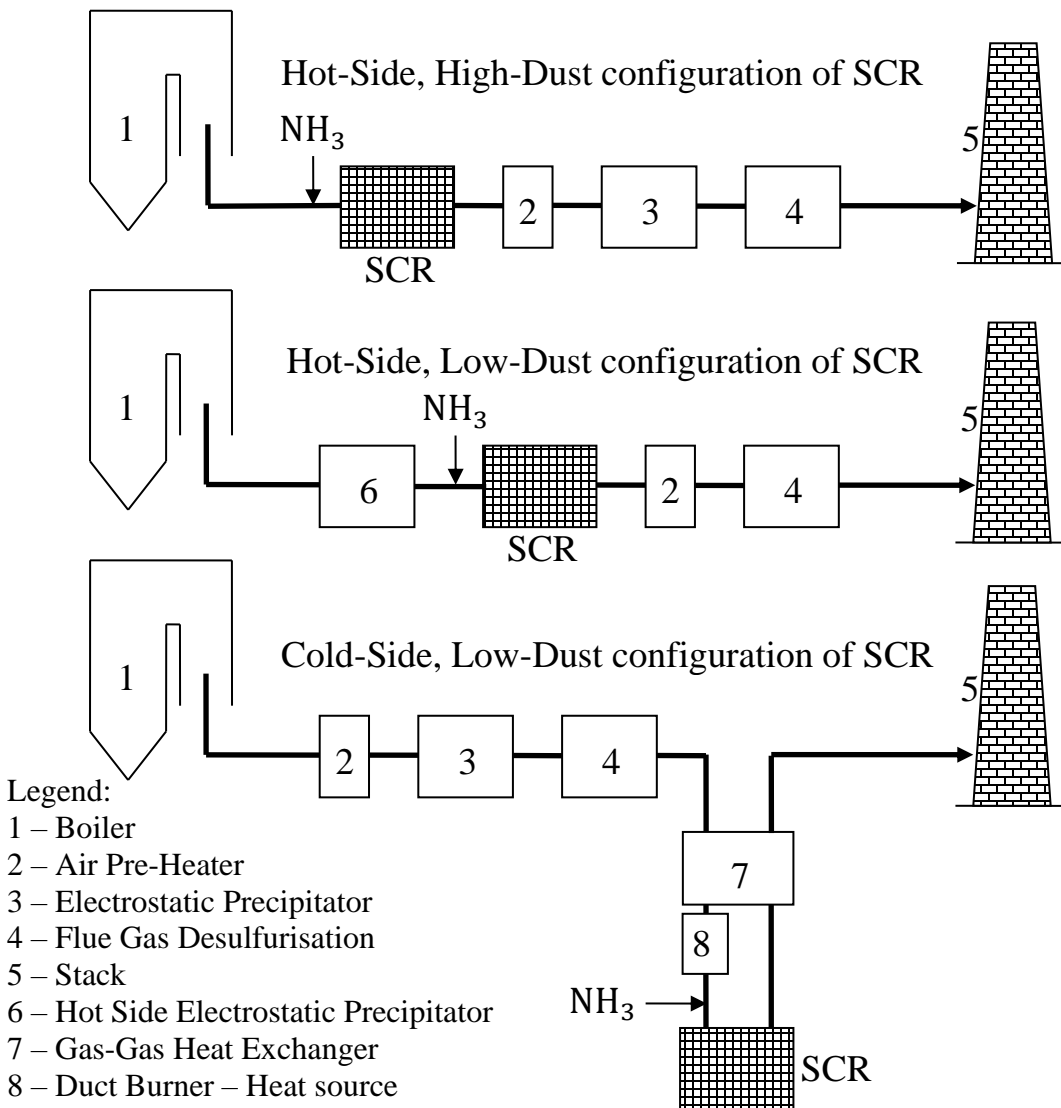 Hot-Side, High-Dust configuration of SCR
1
NH₃
5
2
3
4
SCR
Hot-Side, Low-Dust configuration of SCR
1
NH₃
5
6
2
4
SCR
Cold-Side, Low-Dust configuration of SCR
1
5
2
3
4
7
8
NH₃
SCR
Legend:
1 – Boiler
2 – Air Pre-Heater
3 – Electrostatic Precipitator
4 – Flue Gas Desulfurisation
5 – Stack
6 – Hot Side Electrostatic Precipitator
7 – Gas-Gas Heat Exchanger
8 – Duct Burner – Heat source